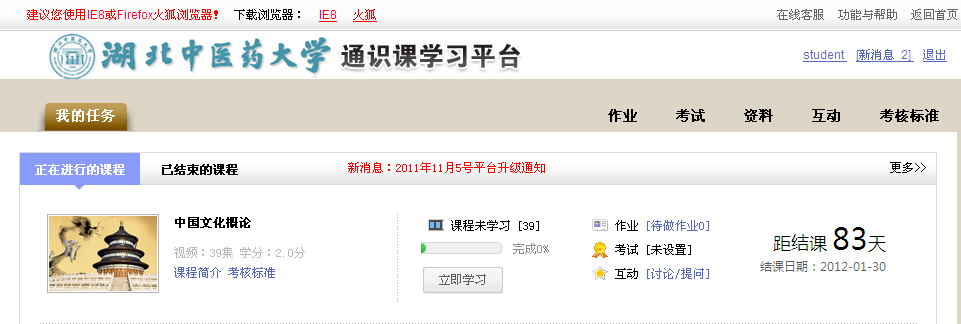 建议您使用IE8或Firefox火狐浏览器! 下载浏览器： IE8 火狐 在线客服 功能与帮助 返回首页
湖北中医药大学 通识课学习平台 student [新消息 2] 退出
我的任务 作业 考试 资料 互动 考核标准
正在进行的课程 已结束的课程 新消息：2011年11月5号平台升级通知 更多>>
中国文化概论 课程未学习 [39] 作业 [待做作业0]
视频：39集 学分：2.0分 完成0% 考试 [未设置] 距结课 83天
课程简介 考核标准 立即学习 互动 [讨论/提问] 结课日期：2012-01-30